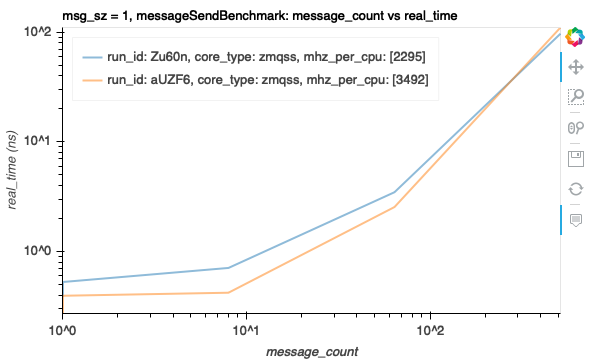 msg_sz = 1, messageSendBenchmark: message_count vs real_time
run_id: Zu60n, core_type: zmqss, mhz_per_cpu: [2295]
run_id: aUZF6, core_type: zmqss, mhz_per_cpu: [3492]
real_time (ns)
10^2
10^1
10^0
10^0 10^1 10^2
message_count